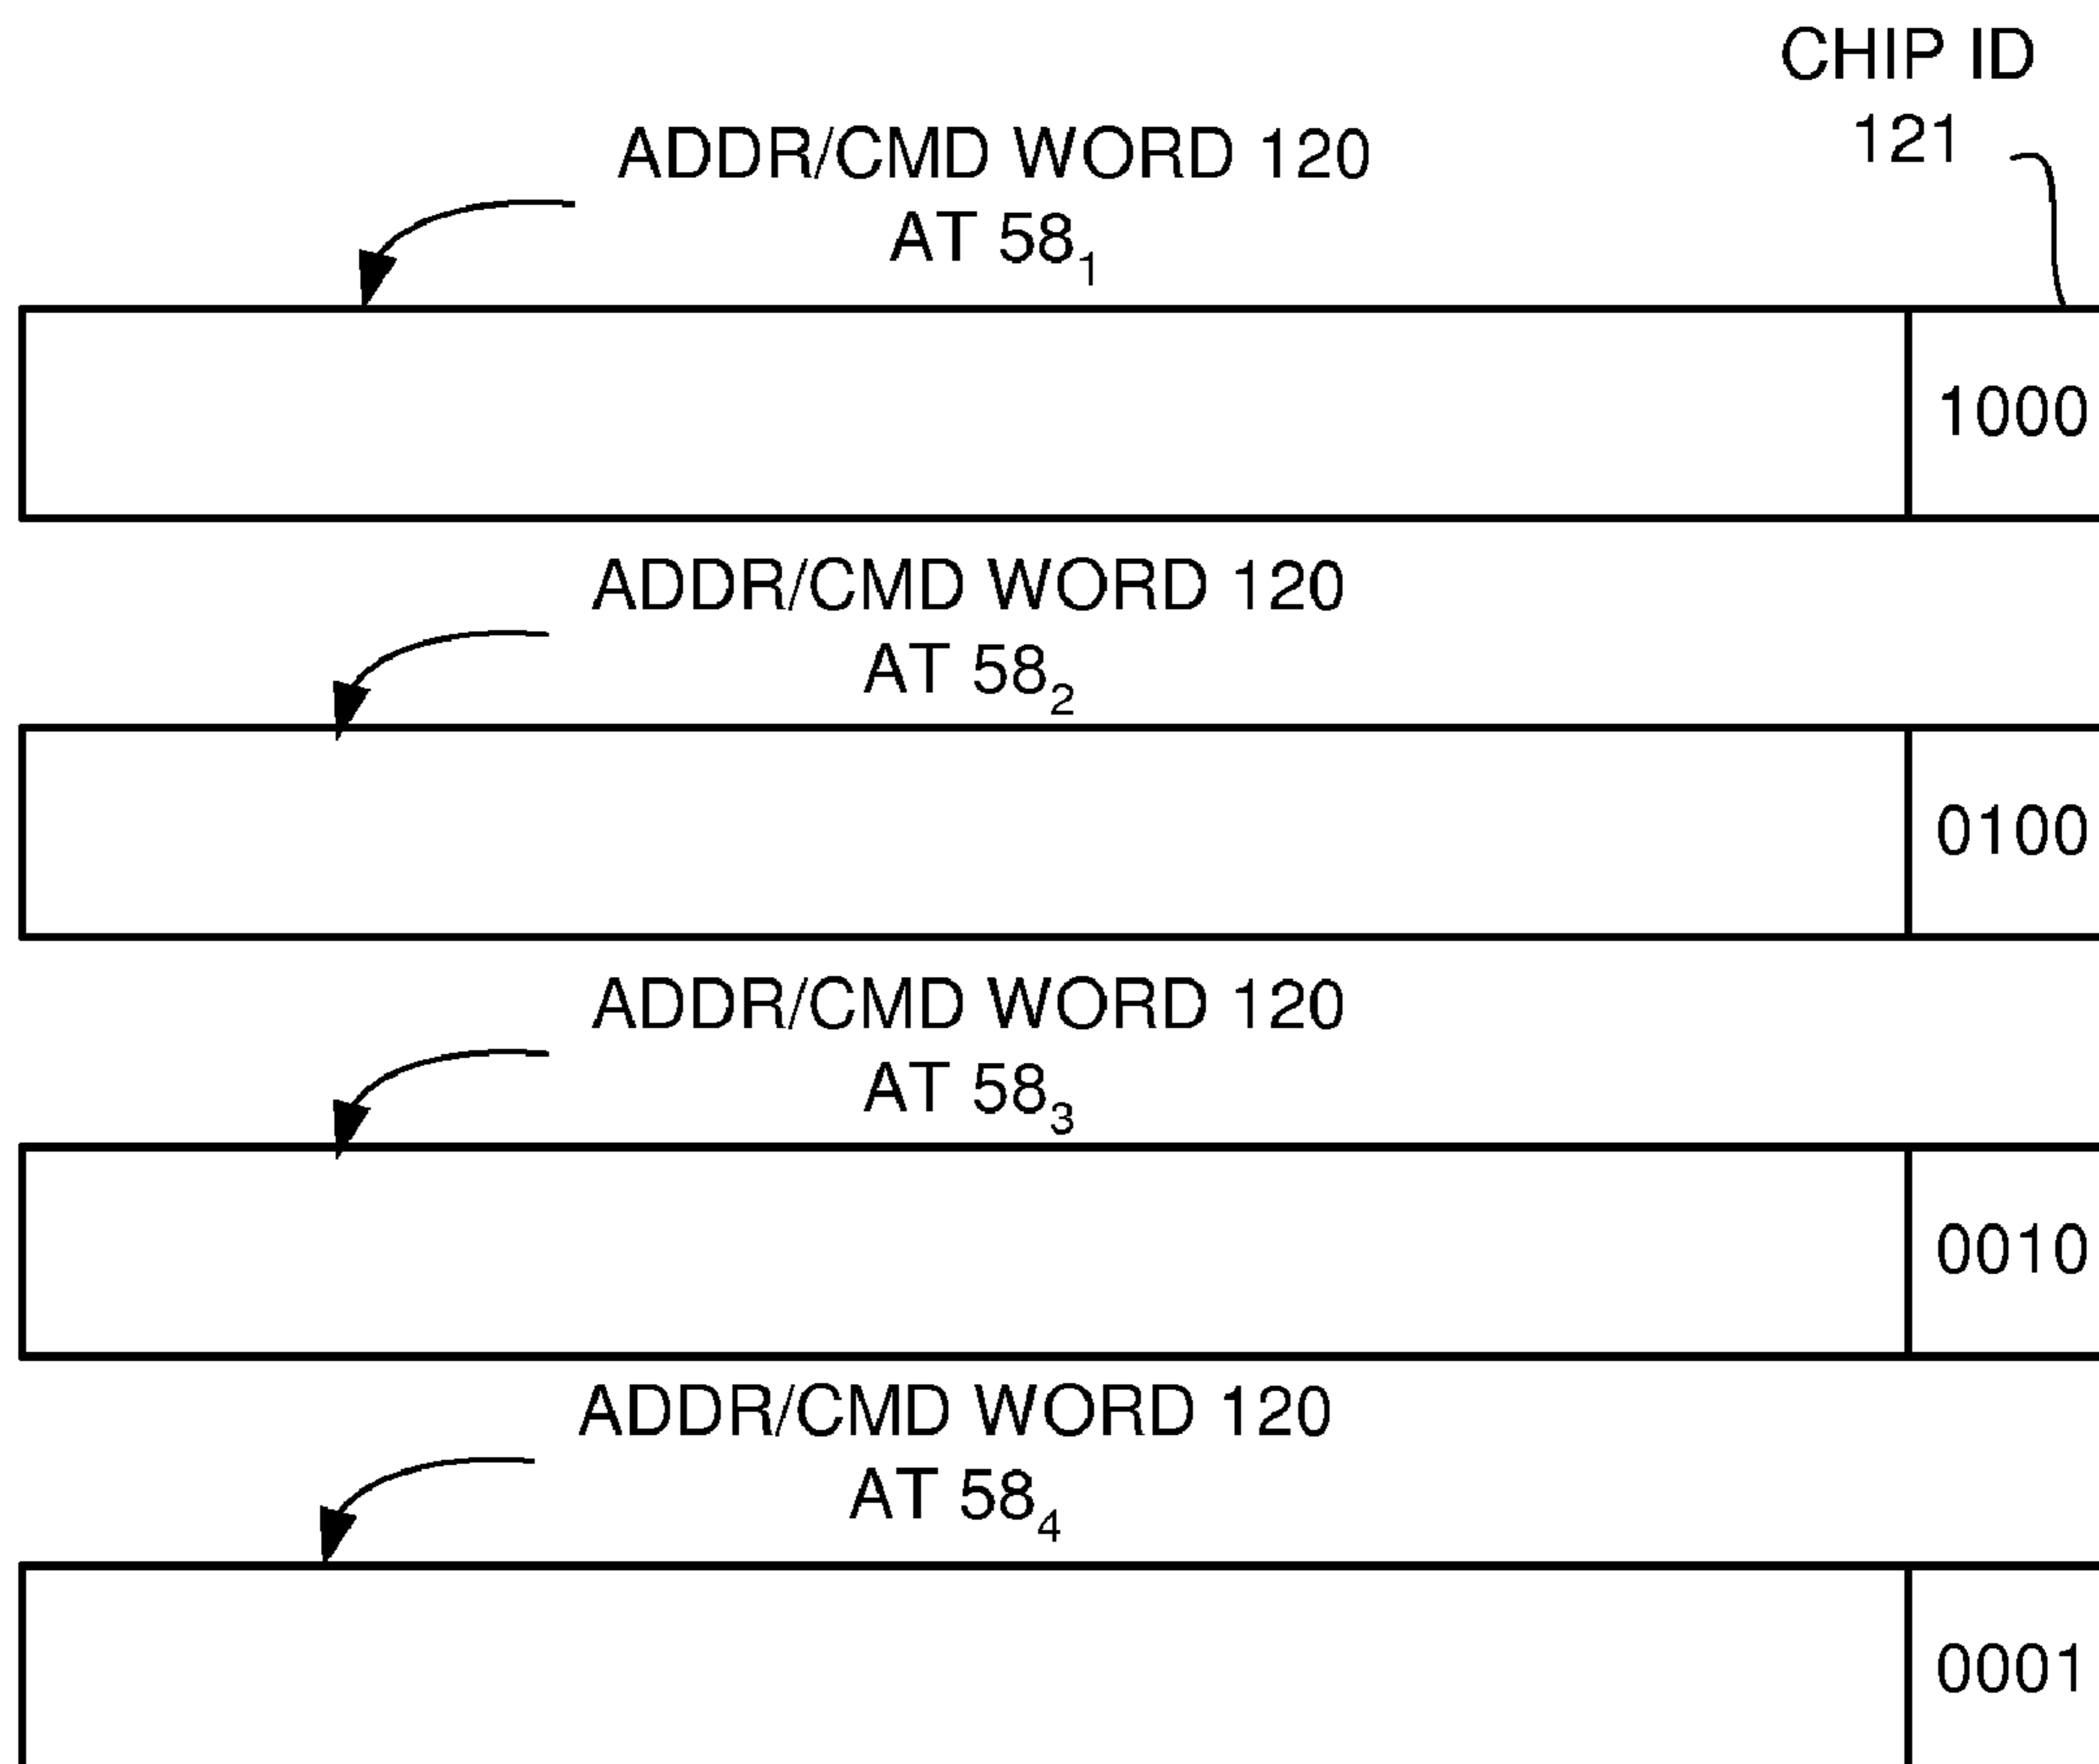 CHIP ID
121
ADDR/CMD WORD 120
AT 58₁
1000
ADDR/CMD WORD 120
AT 58₂
0100
ADDR/CMD WORD 120
AT 58₃
0010
ADDR/CMD WORD 120
AT 58₄
0001